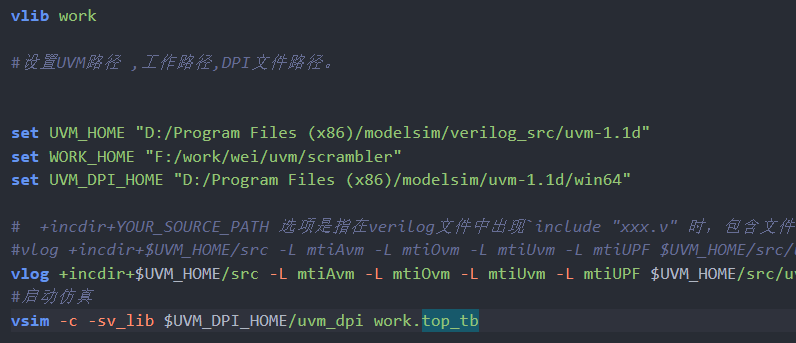 vlib work
#设置UVM路径 ,工作路径,DPI文件路径。
set UVM_HOME "D:/Program Files (x86)/modelsim/verilog_src/uvm-1.1d"
set WORK_HOME "F:/work/wei/uvm/scrambler"
set UVM_DPI_HOME "D:/Program Files (x86)/modelsim/uvm-1.1d/win64"
#  +incdir+YOUR_SOURCE_PATH 选项是指在verilog文件中出现`include "xxx.v" 时，包含文件
#vlog +incdir+$UVM_HOME/src -L mtiAvm -L mtiOvm -L mtiUvm -L mtiUPF $UVM_HOME/src/
vlog +incdir+$UVM_HOME/src -L mtiAvm -L mtiOvm -L mtiUvm -L mtiUPF $UVM_HOME/src/uv
#启动仿真
vsim -c -sv_lib $UVM_DPI_HOME/uvm_dpi work.top_tb